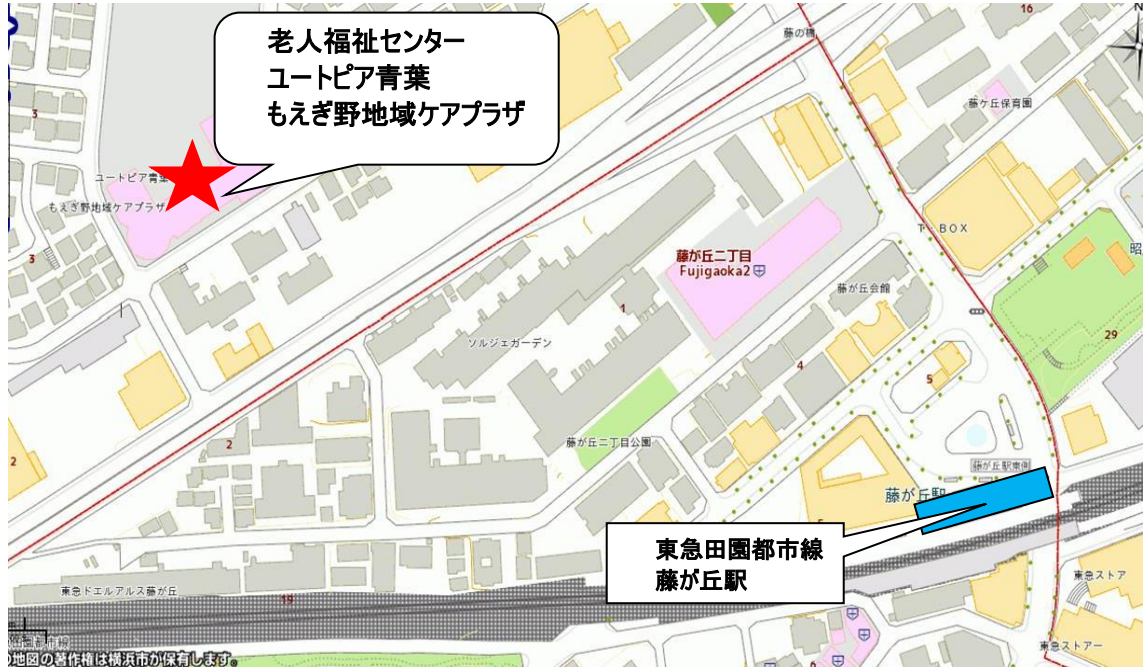 老人福祉センター
ユートピア青葉
もえぎ野地域ケアプラザ
藤の橋
16
N
藤ケ丘保育園
3
ユートピア青葉
もえぎ野地域ケアプラザ
3
T-BOX
昭
藤が丘二丁目
Fujigaoka2
藤が丘会館
1
29
ソルジェガーデン
4
5
藤が丘二丁目公園
2
2
藤が丘駅東側
藤が丘駅
東急田園都市線
藤が丘駅
東急ドエルアルス藤が丘
19
東急ストア
東急ストアー
6
地図の著作権は横浜市が保有します。